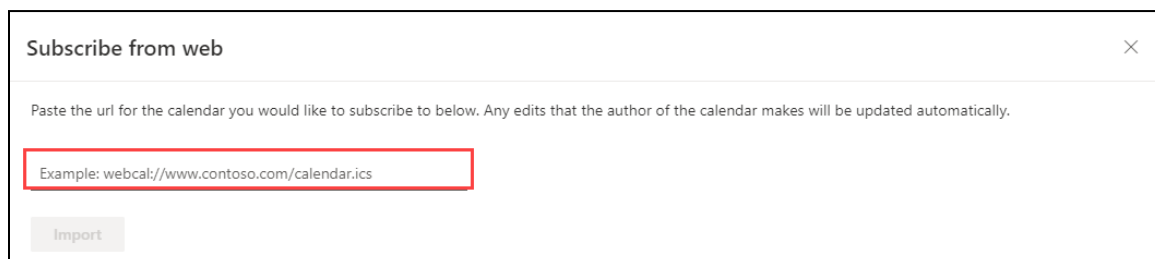 Subscribe from web
Paste the url for the calendar you would like to subscribe to below. Any edits that the author of the calendar makes will be updated automatically.
Example: webcal://www.contoso.com/calendar.ics
Import